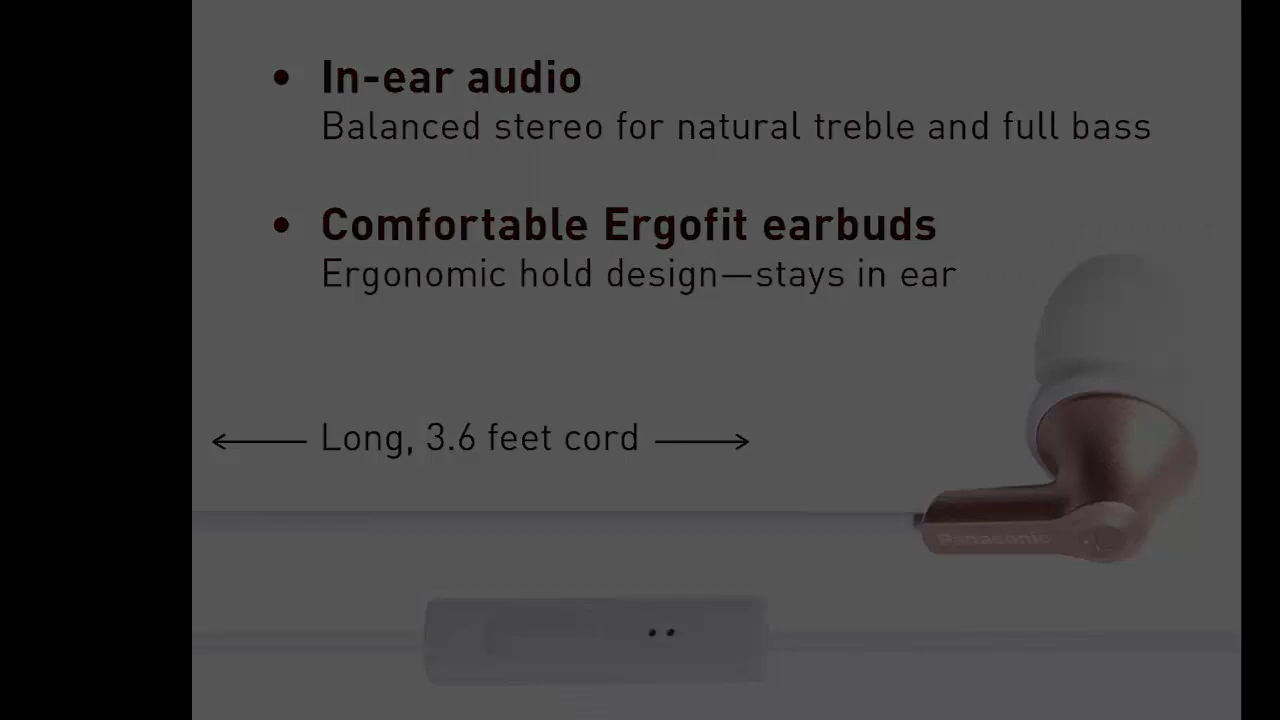 • In-ear audio
Balanced stereo for natural treble and full bass
• Comfortable Ergofit earbuds
Ergonomic hold design—stays in ear
Long, 3.6 feet cord
Panasonic